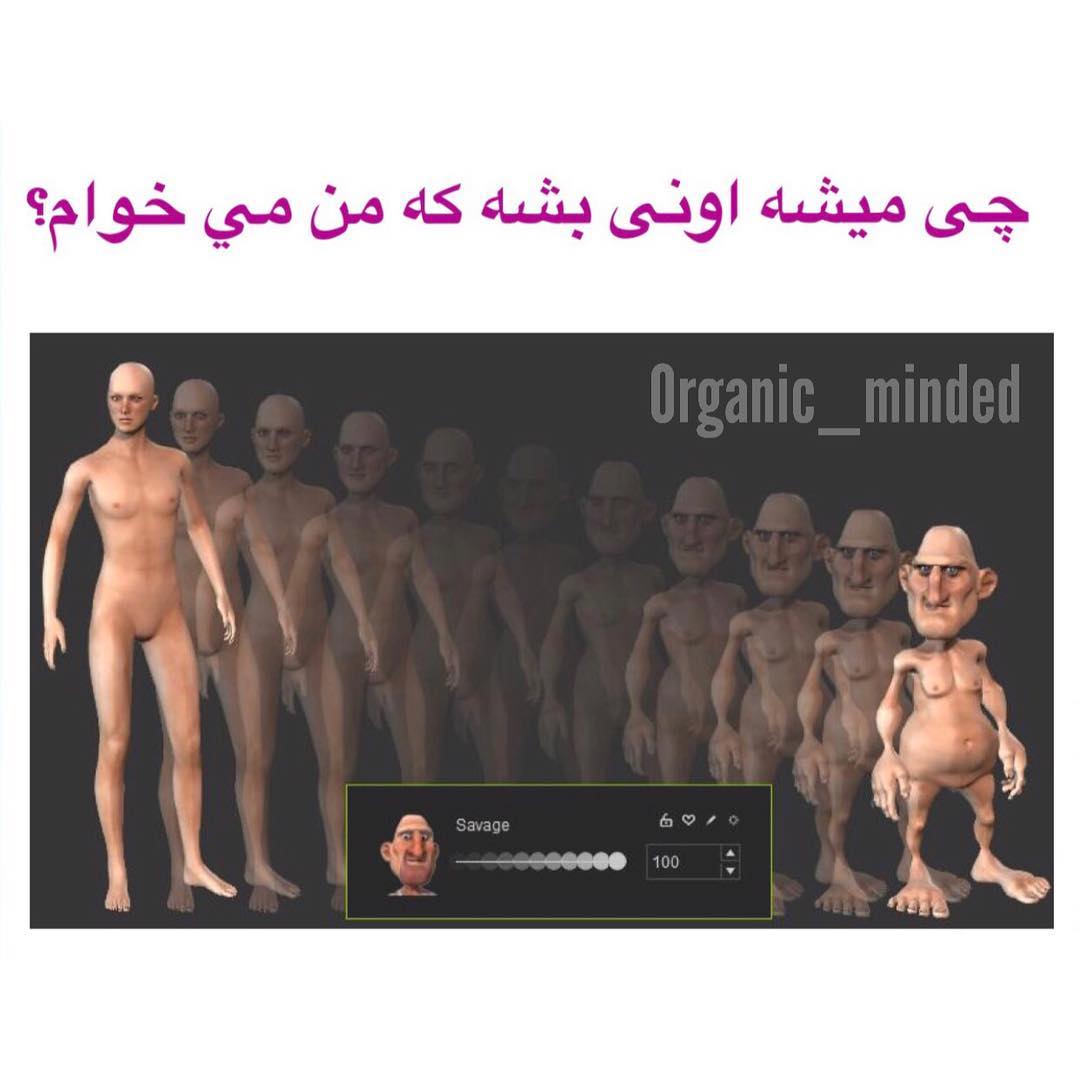 چی میشه اونی بشه که من مي خوام؟
Organic_minded
Savage
100